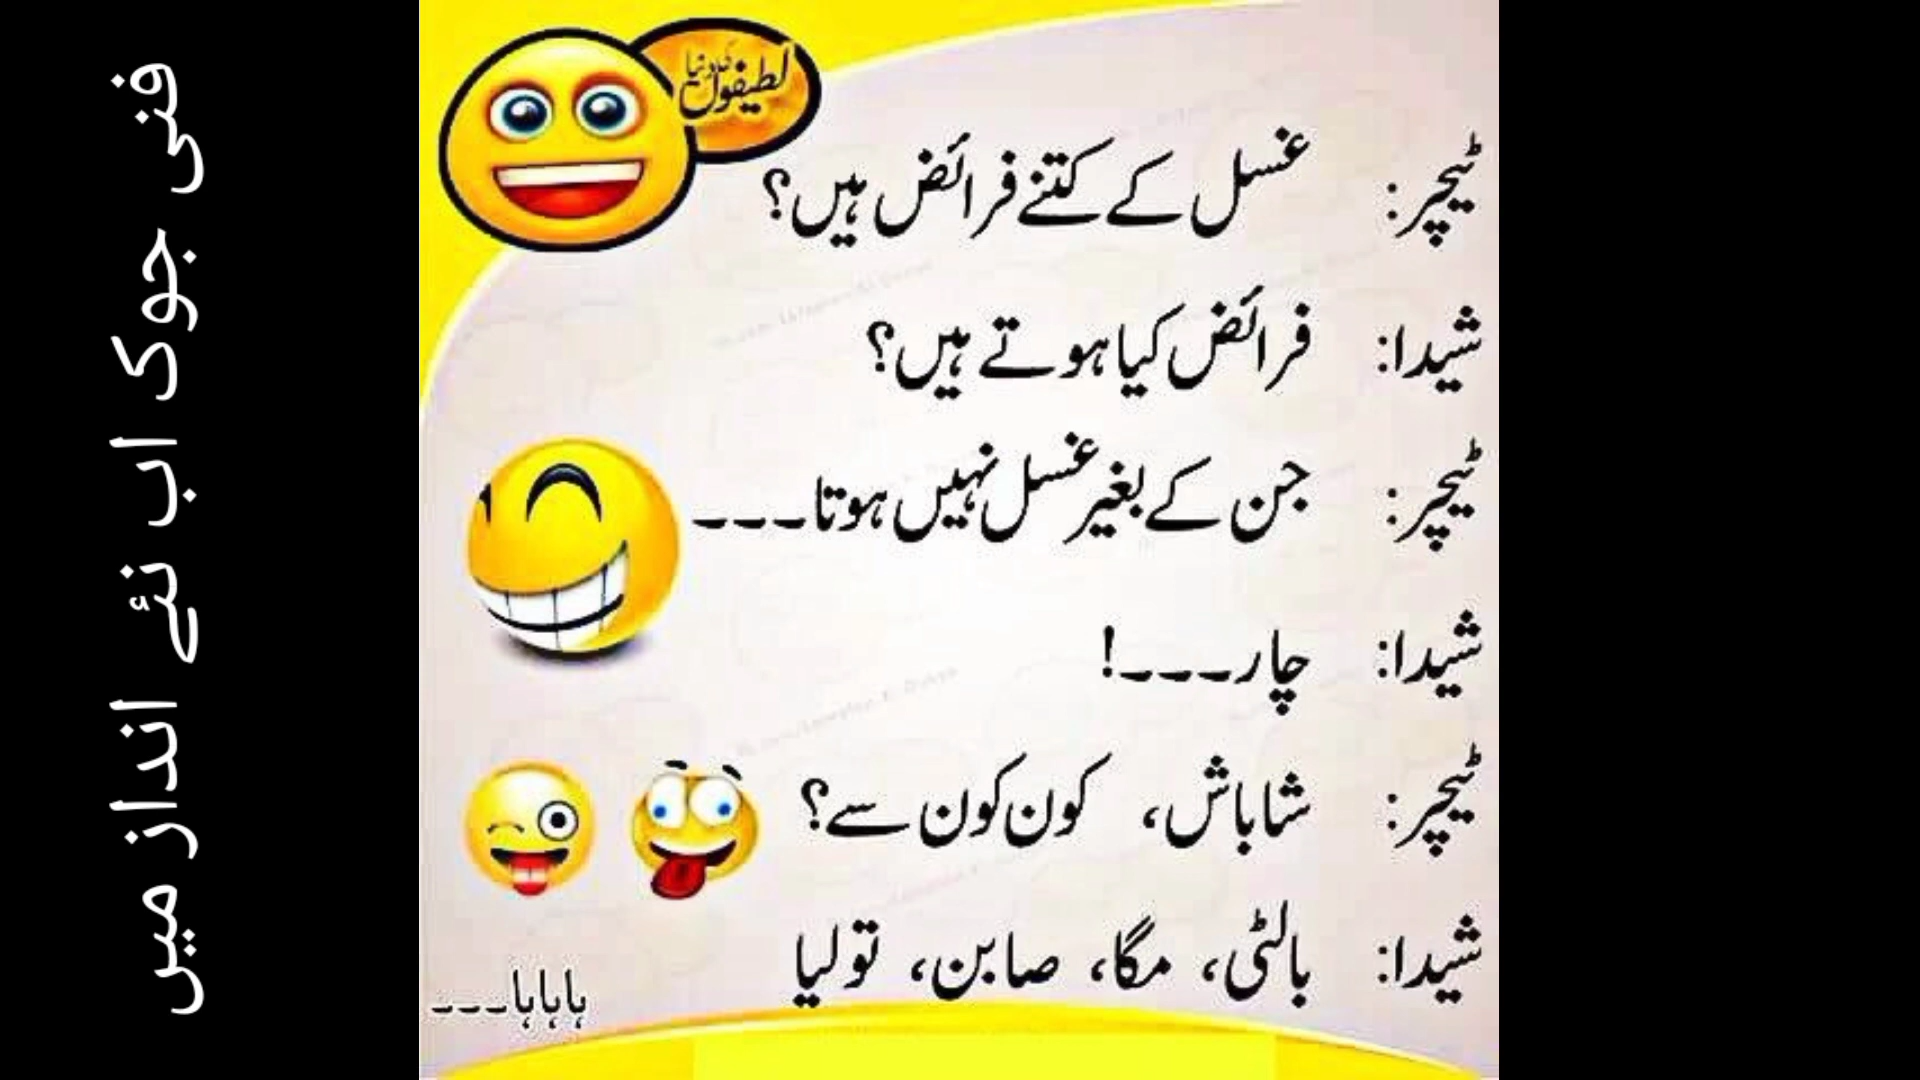 فنی جوک اب نئے انداز میں
لطیفوں کی دنیا
ٹیچر: غسل کے کتنے فرائض ہیں؟
شیدا: فرائض کیا ہوتے ہیں؟
ٹیچر: جن کے بغیر غسل نہیں ہوتا۔۔۔
شیدا: چار۔۔۔!
ٹیچر: شاباش، کون کون سے؟
شیدا: بالٹی، مگا، صابن، تولیا
ہاہاہا۔۔۔